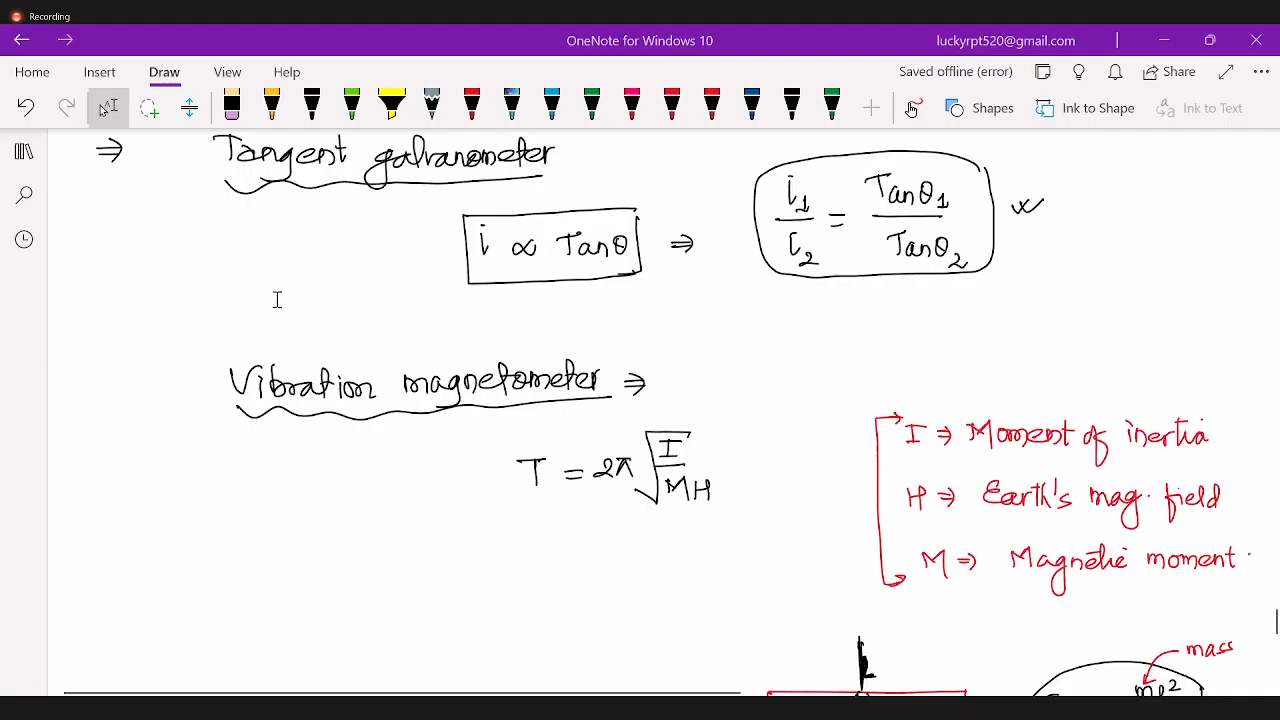 Recording
OneNote for Windows 10
luckyrpt520@gmail.com
Home Insert Draw View Help
Saved offline (error)
Share
Shapes
Ink to Shape
Ink to Text
⇒ Tangent galvanometer
i ∝ Tanθ ⇒ i₁/i₂ = Tanθ₁/Tanθ₂
Vibration magnetometer ⇒
T = 2π√(I/MH)
I ⇒ Moment of inertia
H ⇒ Earth's mag. field
M ⇒ Magnetic moment.
mass